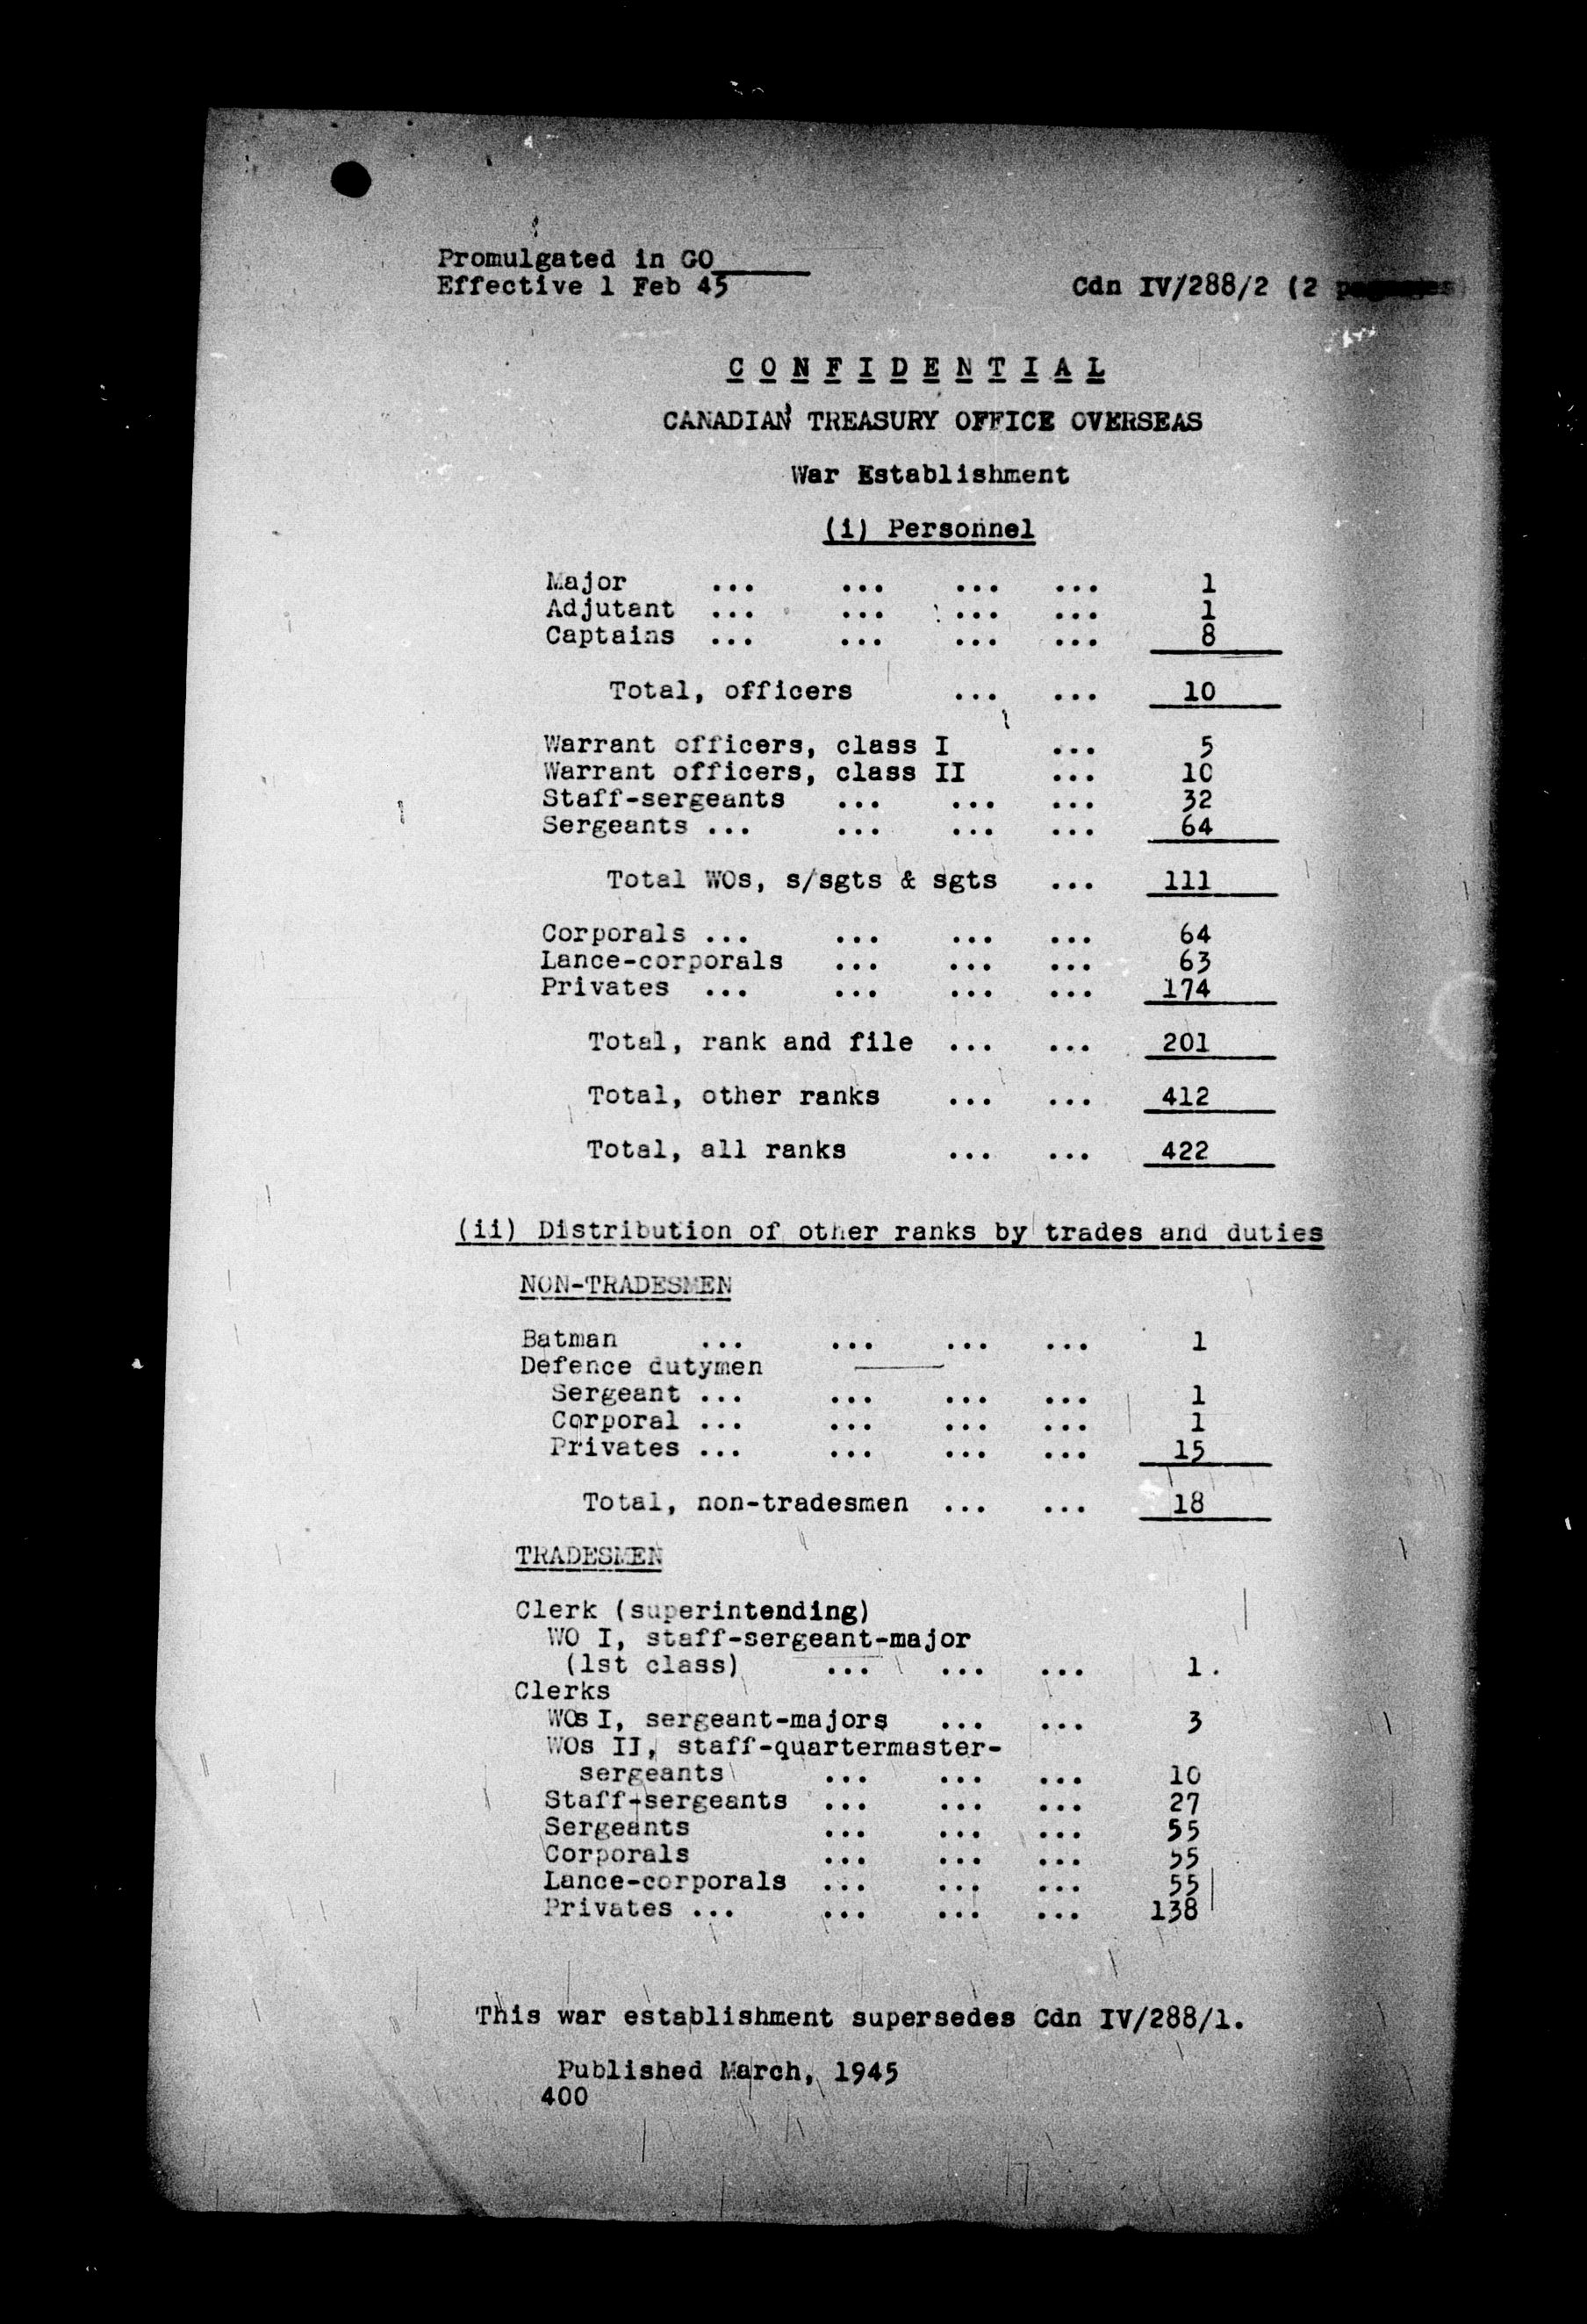 Promulgated in GO_____
Effective 1 Feb 45
Cdn IV/288/2 (2
CONFIDENTIAL
CANADIAN TREASURY OFFICE OVERSEAS
War Establishment
(i) Personnel
Major ... ... ... ... 1
Adjutant ... ... ... ... 1
Captains ... ... ... ... 8
Total, officers ... ... 10
Warrant officers, class I ... 5
Warrant officers, class II ... 10
Staff-sergeants ... ... ... 32
Sergeants ... ... ... ... 64
Total WOs, s/sgts & sgts ... 111
Corporals ... ... ... ... 64
Lance-corporals ... ... ... 63
Privates ... ... ... ... 174
Total, rank and file ... ... 201
Total, other ranks ... ... 412
Total, all ranks ... ... 422
(ii) Distribution of other ranks by trades and duties
NON-TRADESMEN
Batman ... ... ... ... 1
Defence dutymen
Sergeant ... ... ... ... 1
Corporal ... ... ... ... 1
Privates ... ... ... ... 15
Total, non-tradesmen ... ... 18
TRADESMEN
Clerk (superintending)
WO I, staff-sergeant-major
(1st class) ... ... ... 1.
Clerks
WOs I, sergeant-majors ... ... 3
WOs II, staff-quartermaster-
sergeants ... ... ... 10
Staff-sergeants ... ... ... 27
Sergeants ... ... ... 55
Corporals ... ... ... 55
Lance-corporals ... ... ... 55
Privates ... ... ... ... 138
This war establishment supersedes Cdn IV/288/1.
Published March, 1945
400